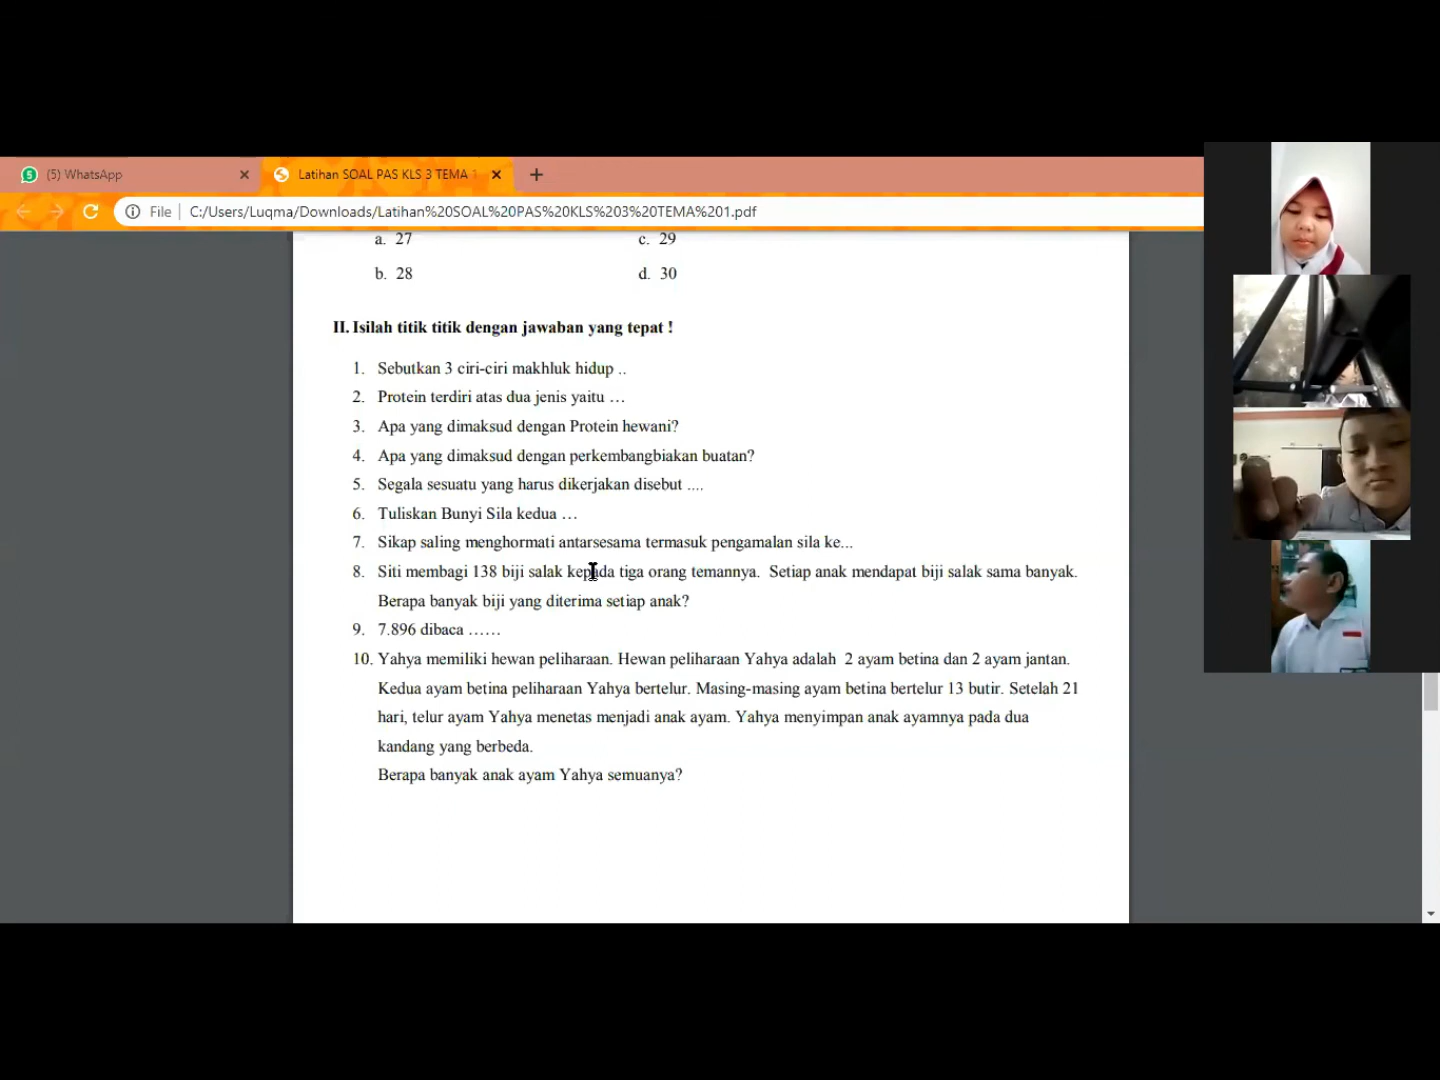 (5) WhatsApp
Latihan SOAL PAS KLS 3 TEMA 1
File
C:/Users/Luqma/Downloads/Latihan%20SOAL%20PAS%20KLS%203%20TEMA%201.pdf
a. 27 c. 29
b. 28 d. 30
II. Isilah titik titik dengan jawaban yang tepat !
1. Sebutkan 3 ciri-ciri makhluk hidup ..
2. Protein terdiri atas dua jenis yaitu …
3. Apa yang dimaksud dengan Protein hewani?
4. Apa yang dimaksud dengan perkembangbiakan buatan?
5. Segala sesuatu yang harus dikerjakan disebut ....
6. Tuliskan Bunyi Sila kedua …
7. Sikap saling menghormati antarsesama termasuk pengamalan sila ke...
8. Siti membagi 138 biji salak kepada tiga orang temannya. Setiap anak mendapat biji salak sama banyak.
Berapa banyak biji yang diterima setiap anak?
9. 7.896 dibaca ……
10. Yahya memiliki hewan peliharaan. Hewan peliharaan Yahya adalah 2 ayam betina dan 2 ayam jantan.
Kedua ayam betina peliharaan Yahya bertelur. Masing-masing ayam betina bertelur 13 butir. Setelah 21
hari, telur ayam Yahya menetas menjadi anak ayam. Yahya menyimpan anak ayamnya pada dua
kandang yang berbeda.
Berapa banyak anak ayam Yahya semuanya?